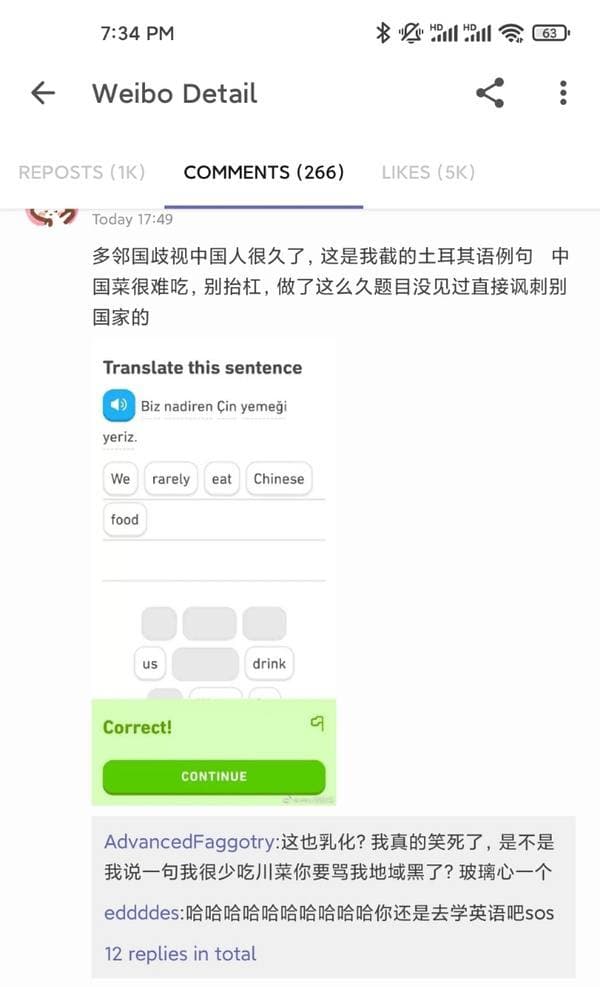 7:34 PM
HD HD 63
Weibo Detail
REPOSTS (1K) COMMENTS (266) LIKES (5K)
Today 17:49
多邻国歧视中国人很久了, 这是我截的土耳其语例句 中
国菜很难吃, 别抬杠, 做了这么久题目没见过直接讽刺别
国家的
Translate this sentence
Biz nadiren Çin yemeği
yeriz.
We rarely eat Chinese
food
us drink
Correct!
CONTINUE
AdvancedFaggotry:这也乳化? 我真的笑死了, 是不是
我说一句我很少吃川菜你要骂我地域黑了? 玻璃心一个
eddddes:哈哈哈哈哈哈哈哈哈哈你还是去学英语吧sos
12 replies in total